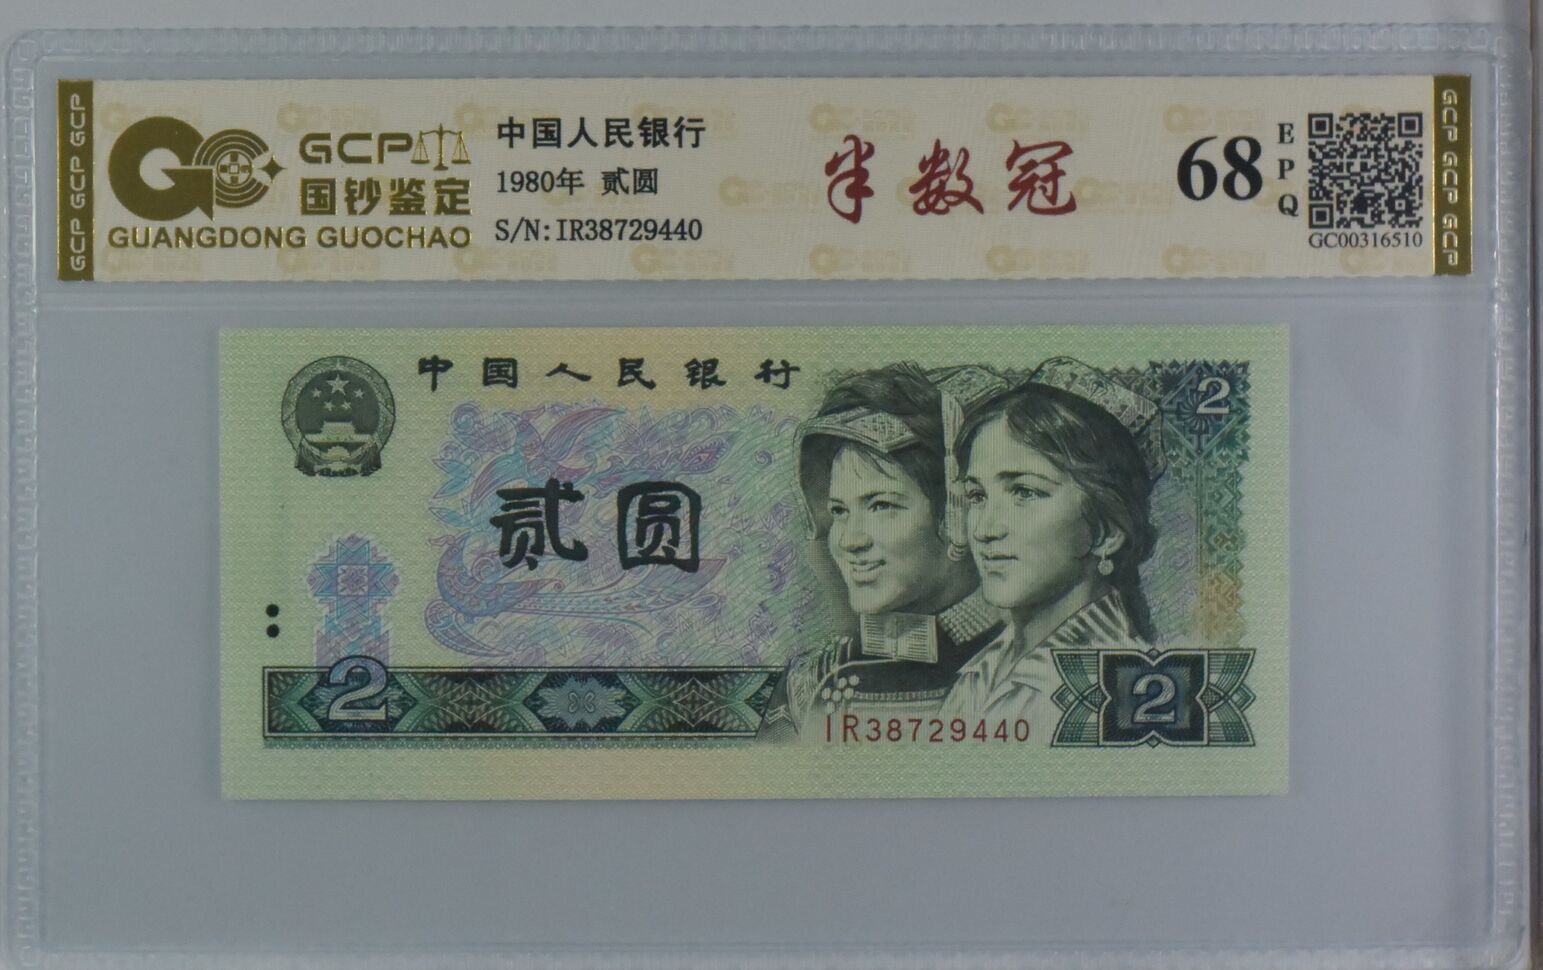 GCP GCP GCP
GCP
国钞鉴定
GUANGDONG GUOCHAO
中国人民银行
1980年 贰圆
S/N:IR38729440
半数冠
68
EPQ
GC00316510
GCP GCP GCP
中国人民银行
2
贰圆
2
IR38729440
2